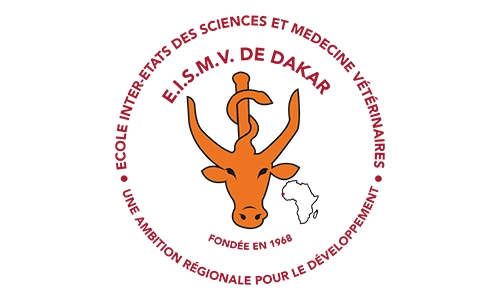 ECOLE INTER-ETATS DES SCIENCES ET MEDECINE VÉTÉRINAIRES
E.I.S.M.V. DE DAKAR
FONDÉE EN 1968
• UNE AMBITION RÉGIONALE POUR LE DÉVELOPPEMENT •